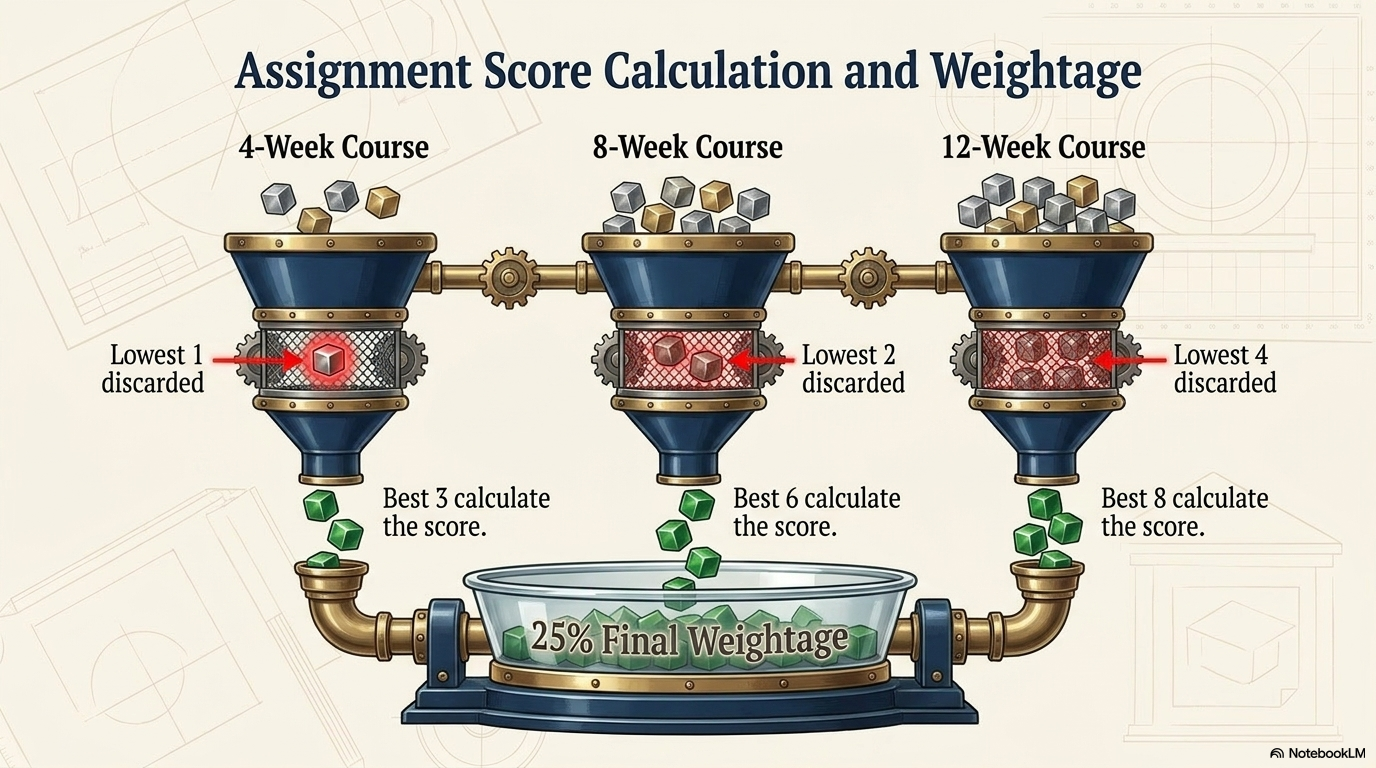 Assignment Score Calculation and Weightage
4-Week Course
8-Week Course
12-Week Course
Lowest 1
discarded
Lowest 2
discarded
Lowest 4
discarded
Best 3 calculate
the score.
Best 6 calculate
the score.
Best 8 calculate
the score.
25% Final Weightage
NotebookLM